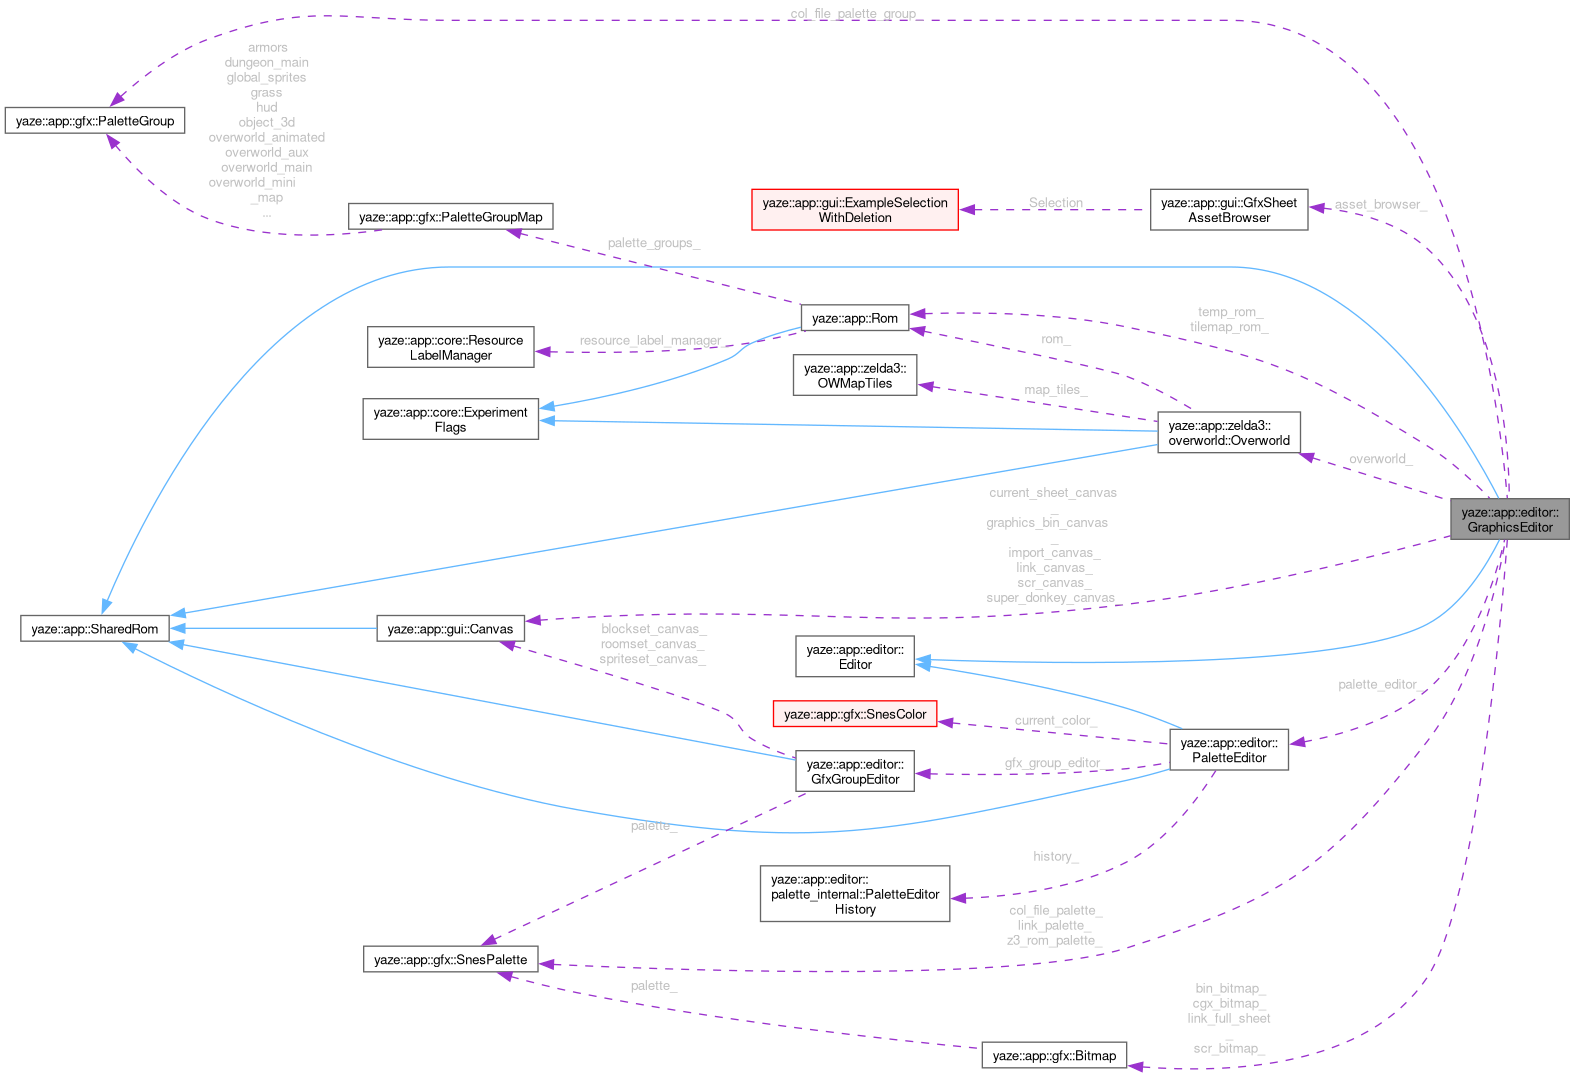 col_file_palette_group_
armors
dungeon_main
global_sprites
grass
hud
object_3d
overworld_animated
overworld_aux
overworld_main
overworld_mini
_map
...
yaze::app::gfx::PaletteGroup
yaze::app::gfx::PaletteGroupMap
yaze::app::gui::ExampleSelection
WithDeletion
Selection
yaze::app::gui::GfxSheet
AssetBrowser
asset_browser_
palette_groups_
yaze::app::Rom
temp_rom_
tilemap_rom_
yaze::app::core::Resource
LabelManager
resource_label_manager_
rom_
yaze::app::zelda3::
OWMapTiles
map_tiles_
yaze::app::core::Experiment
Flags
yaze::app::zelda3::
overworld::Overworld
overworld_
yaze::app::editor::
GraphicsEditor
current_sheet_canvas
_
graphics_bin_canvas
_
import_canvas_
link_canvas_
scr_canvas_
super_donkey_canvas
yaze::app::SharedRom
yaze::app::gui::Canvas
blockset_canvas_
roomset_canvas_
spriteset_canvas_
yaze::app::editor::
Editor
palette_editor_
yaze::app::gfx::SnesColor
current_color_
yaze::app::editor::
PaletteEditor
yaze::app::editor::
GfxGroupEditor
gfx_group_editor_
palette_
history_
yaze::app::editor::
palette_internal::PaletteEditor
History
col_file_palette_
link_palette_
z3_rom_palette_
yaze::app::gfx::SnesPalette
palette_
bin_bitmap_
cgx_bitmap_
link_full_sheet
_
scr_bitmap_
yaze::app::gfx::Bitmap